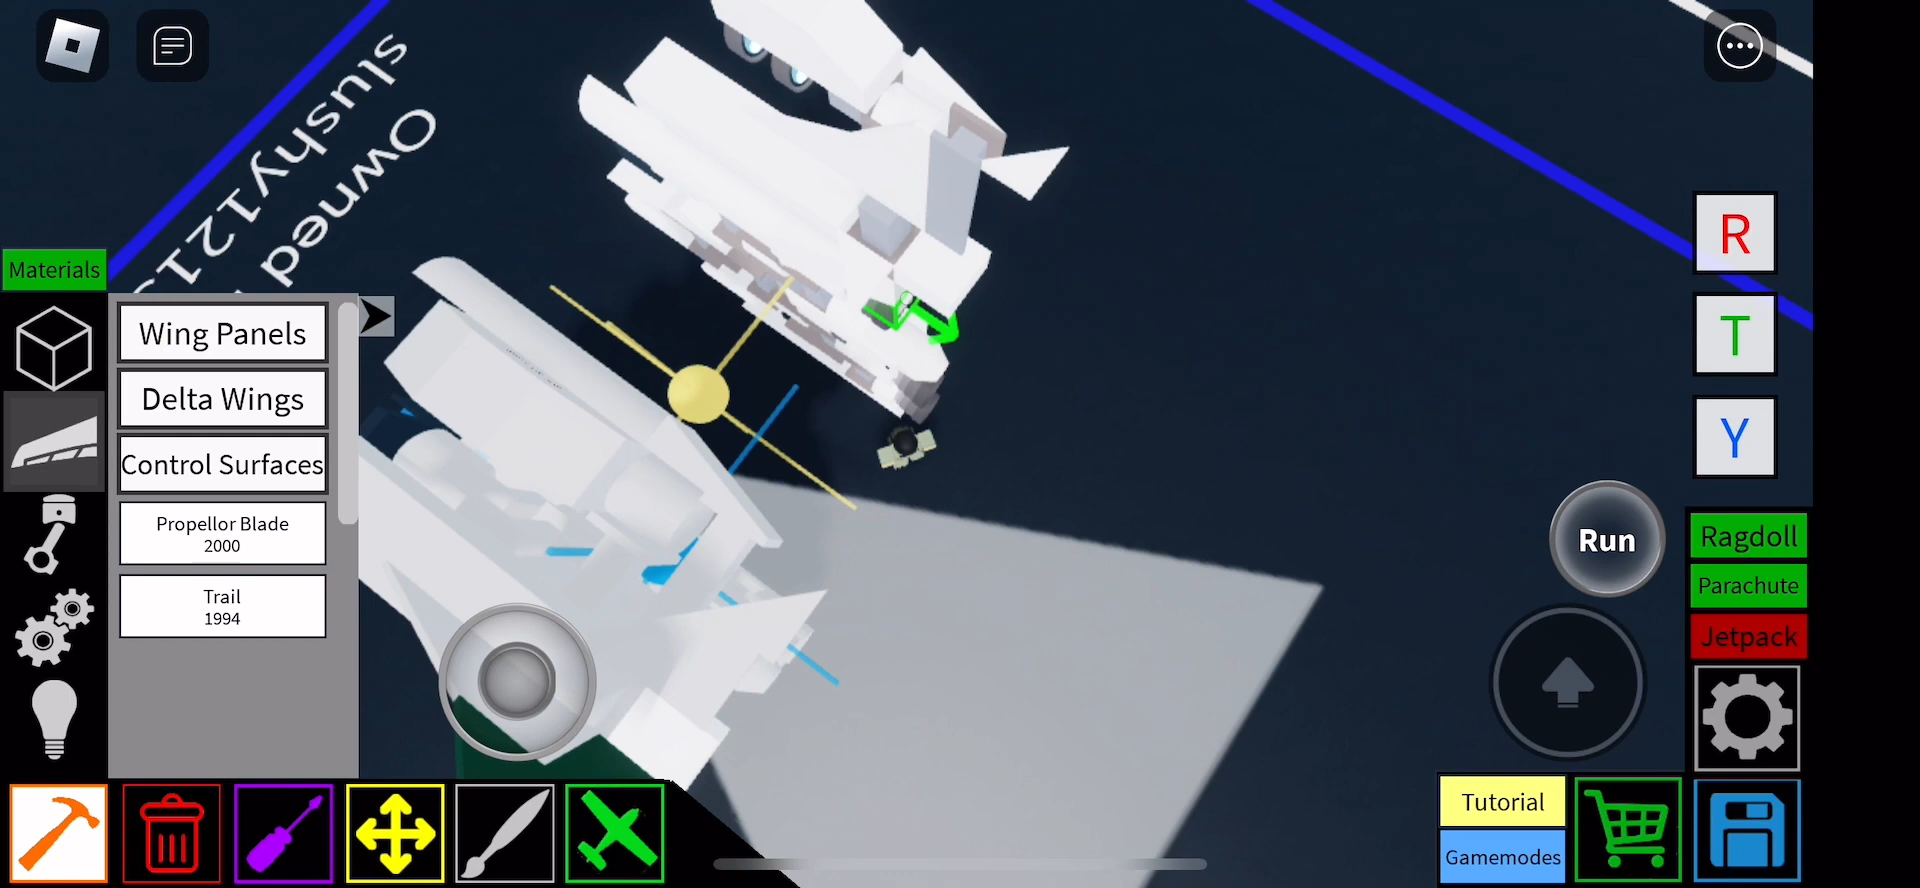 Owned
slushy121
Materials
Wing Panels
Delta Wings
Control Surfaces
Propellor Blade
2000
Trail
1994
R
T
Y
Run
Ragdoll
Parachute
Jetpack
Tutorial
Gamemodes